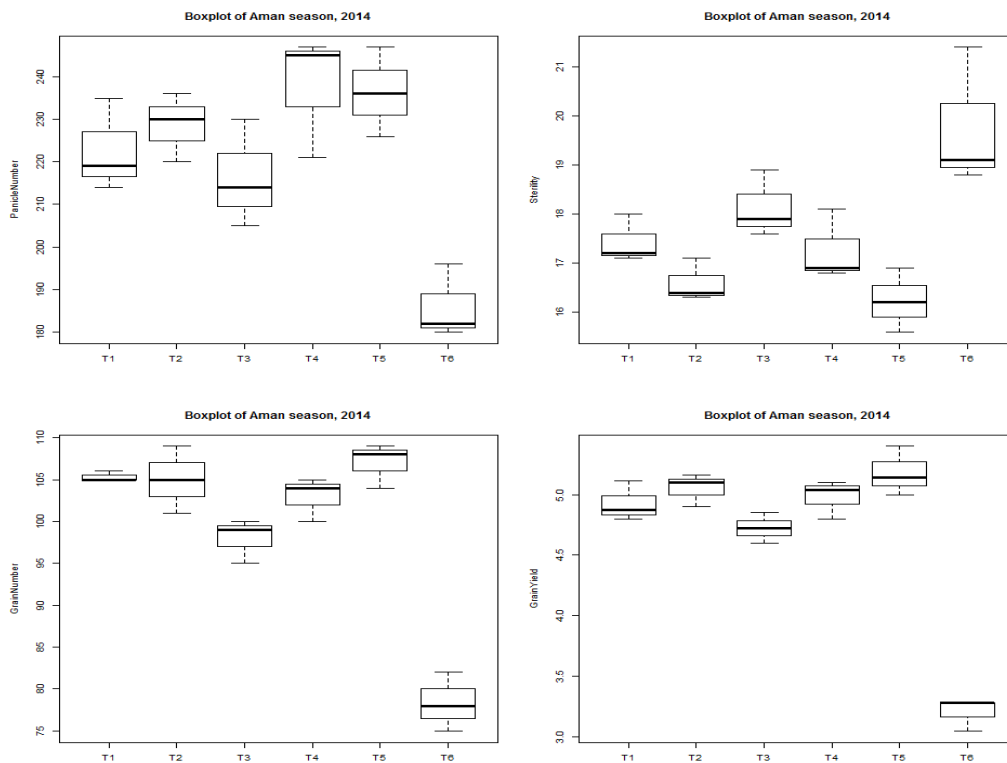 Boxplot of Aman season, 2014
PanicleNumber
240
230
220
210
200
190
180
T1 T2 T3 T4 T5 T6
Boxplot of Aman season, 2014
Sterility
21
20
19
18
17
16
T1 T2 T3 T4 T5 T6
Boxplot of Aman season, 2014
GrainNumber
110
105
100
95
90
85
80
75
T1 T2 T3 T4 T5 T6
Boxplot of Aman season, 2014
GrainYield
5.0
4.5
4.0
3.5
3.0
T1 T2 T3 T4 T5 T6